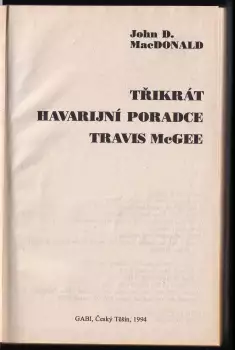 John D.
MacDONALD
TŘIKRÁT
HAVARIJNÍ PORADCE
TRAVIS McGEE
GABI, Český Těšín, 1994